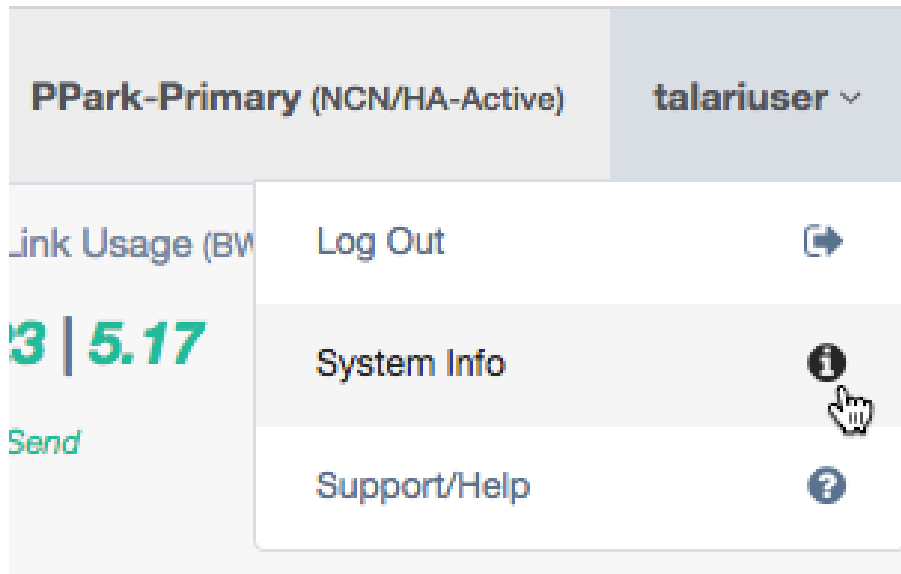 PPark-Primary (NCN/HA-Active) talariuser
Link Usage (BW
Log Out
3 | 5.17
System Info
Send
Support/Help